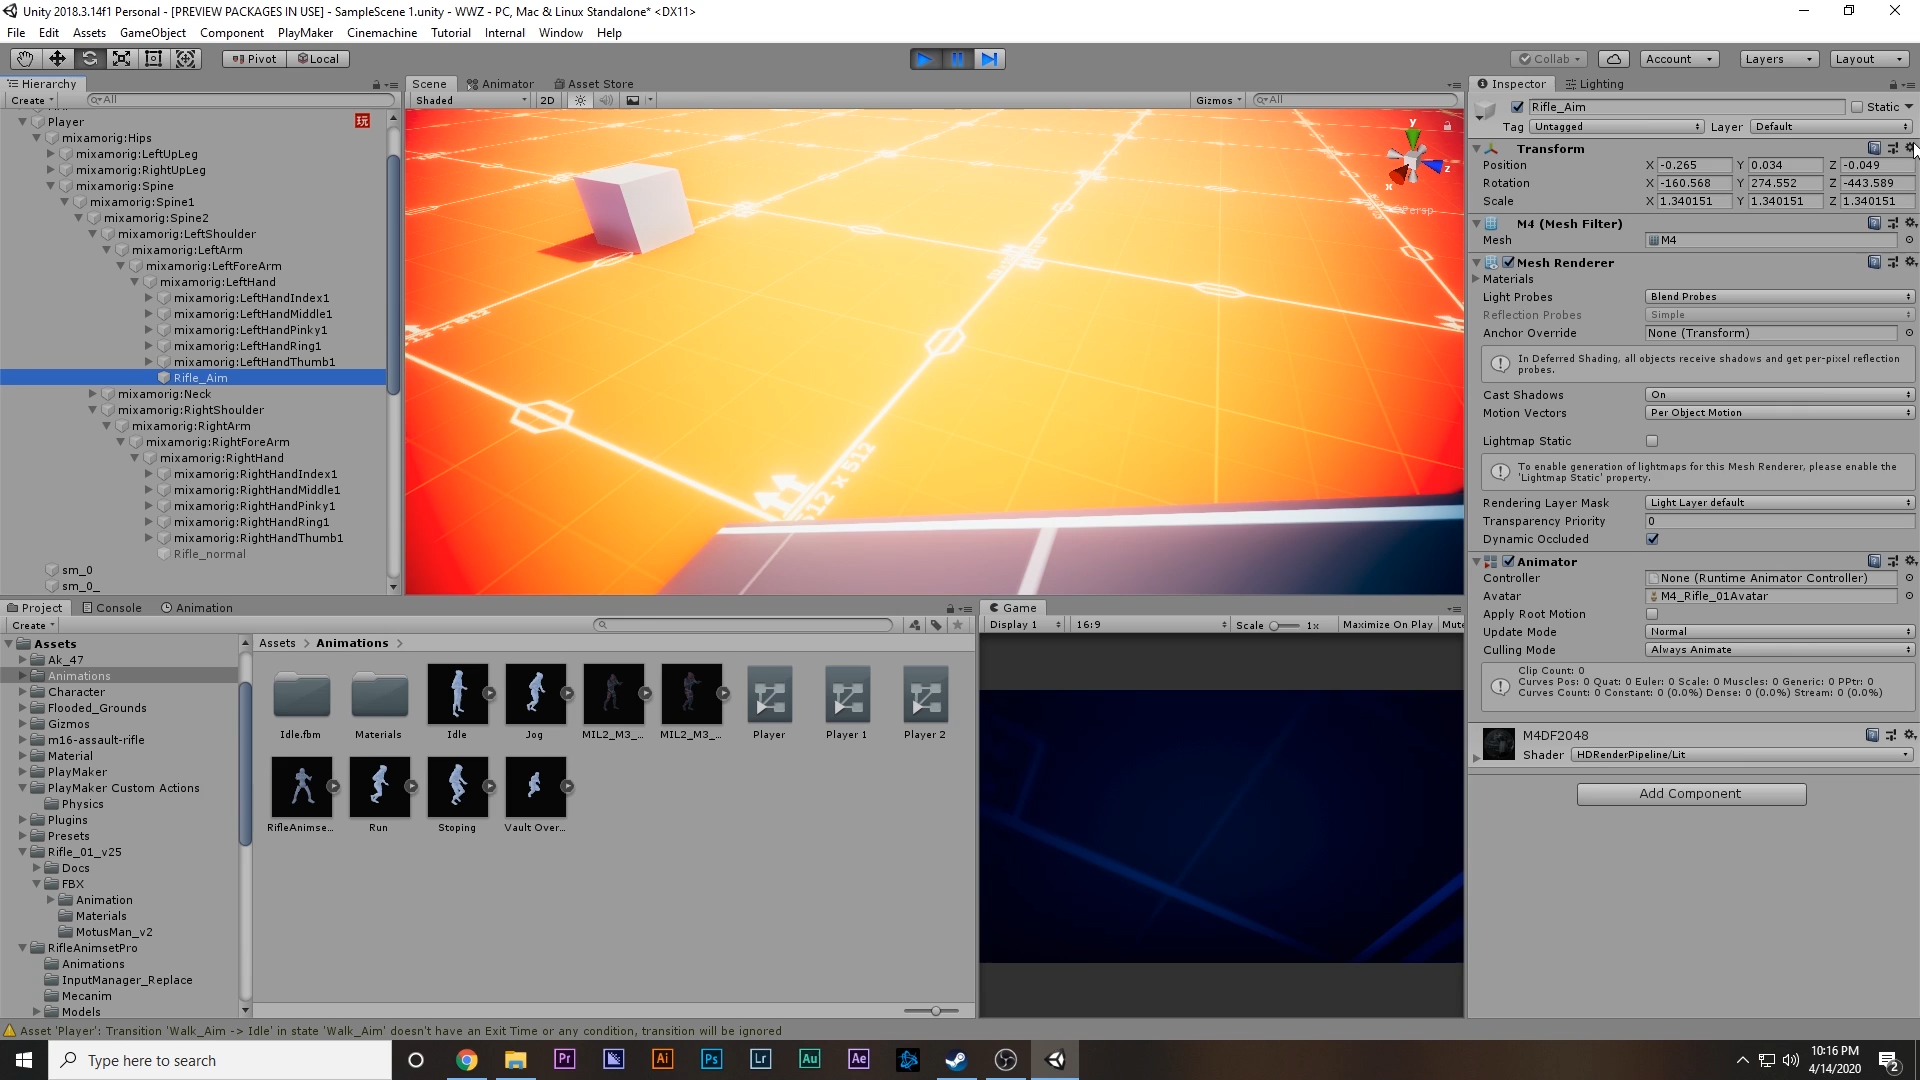 Unity 2018.3.14f1 Personal - [PREVIEW PACKAGES IN USE] - SampleScene 1.unity - WWZ - PC, Mac & Linux Standalone* <DX11>
File Edit Assets GameObject Component PlayMaker Cinemachine Tutorial Internal Window Help
Pivot Local Collab Account Layers Layout
Hierarchy
Create All
Player 玩
mixamorig:Hips
mixamorig:LeftUpLeg
mixamorig:RightUpLeg
mixamorig:Spine
mixamorig:Spine1
mixamorig:Spine2
mixamorig:LeftShoulder
mixamorig:LeftArm
mixamorig:LeftForeArm
mixamorig:LeftHand
mixamorig:LeftHandIndex1
mixamorig:LeftHandMiddle1
mixamorig:LeftHandPinky1
mixamorig:LeftHandRing1
mixamorig:LeftHandThumb1
Rifle_Aim
mixamorig:Neck
mixamorig:RightShoulder
mixamorig:RightArm
mixamorig:RightForeArm
mixamorig:RightHand
mixamorig:RightHandIndex1
mixamorig:RightHandMiddle1
mixamorig:RightHandPinky1
mixamorig:RightHandRing1
mixamorig:RightHandThumb1
Rifle_normal
sm_0
sm_0_
Scene Animator Asset Store
Shaded 2D Gizmos All
y
x z
512 x 512
Inspector Lighting
Rifle_Aim Static
Tag Untagged Layer Default
Transform
Position X -0.265 Y 0.034 Z -0.049
Rotation X -160.568 Y 274.552 Z -443.589
Scale X 1.340151 Y 1.340151 Z 1.340151
M4 (Mesh Filter)
Mesh M4
Mesh Renderer
Materials
Light Probes Blend Probes
Reflection Probes Simple
Anchor Override None (Transform)
In Deferred Shading, all objects receive shadows and get per-pixel reflection
probes.
Cast Shadows On
Motion Vectors Per Object Motion
Lightmap Static
To enable generation of lightmaps for this Mesh Renderer, please enable the
'Lightmap Static' property.
Rendering Layer Mask Light Layer default
Transparency Priority 0
Dynamic Occluded
Animator
Controller None (Runtime Animator Controller)
Avatar M4_Rifle_01Avatar
Apply Root Motion
Update Mode Normal
Culling Mode Always Animate
Clip Count: 0
Curves Pos: 0 Quat: 0 Euler: 0 Scale: 0 Muscles: 0 Generic: 0 PPtr: 0
Curves Count: 0 Constant: 0 (0.0%) Dense: 0 (0.0%) Stream: 0 (0.0%)
M4DF2048
Shader HDRenderPipeline/Lit
Add Component
Project Console Animation
Create
Assets
Ak_47
Animations
Character
Flooded_Grounds
Gizmos
m16-assault-rifle
Material
PlayMaker
PlayMaker Custom Actions
Physics
Plugins
Presets
Rifle_01_v25
Docs
FBX
Animation
Materials
MotusMan_v2
RifleAnimsetPro
Animations
InputManager_Replace
Mecanim
Models
Assets Animations
Idle.fbm Materials Idle Jog MIL2_M3_... MIL2_M3_... Player Player 1 Player 2
RifleAnimse... Run Stoping Vault Over...
Game
Display 1 16:9 Scale 1x Maximize On Play Mute
Asset 'Player': Transition 'Walk_Aim -> Idle' in state 'Walk_Aim' doesn't have an Exit Time or any condition, transition will be ignored
Type here to search
Pr Ai Ps Lr Au Ae
10:16 PM
4/14/2020
2